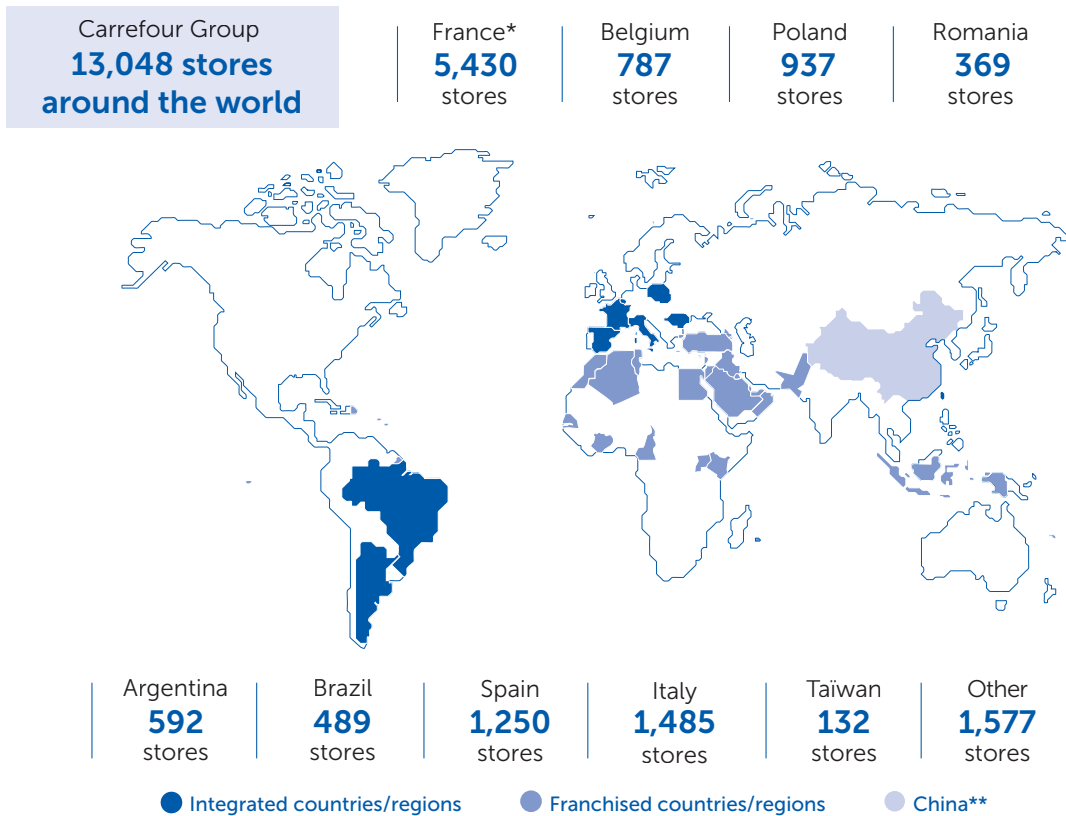 Carrefour Group
13,048 stores
around the world
France*
5,430
stores
Belgium
787
stores
Poland
937
stores
Romania
369
stores
Argentina
592
stores
Brazil
489
stores
Spain
1,250
stores
Italy
1,485
stores
Taïwan
132
stores
Other
1,577
stores
Integrated countries/regions
Franchised countries/regions
China**